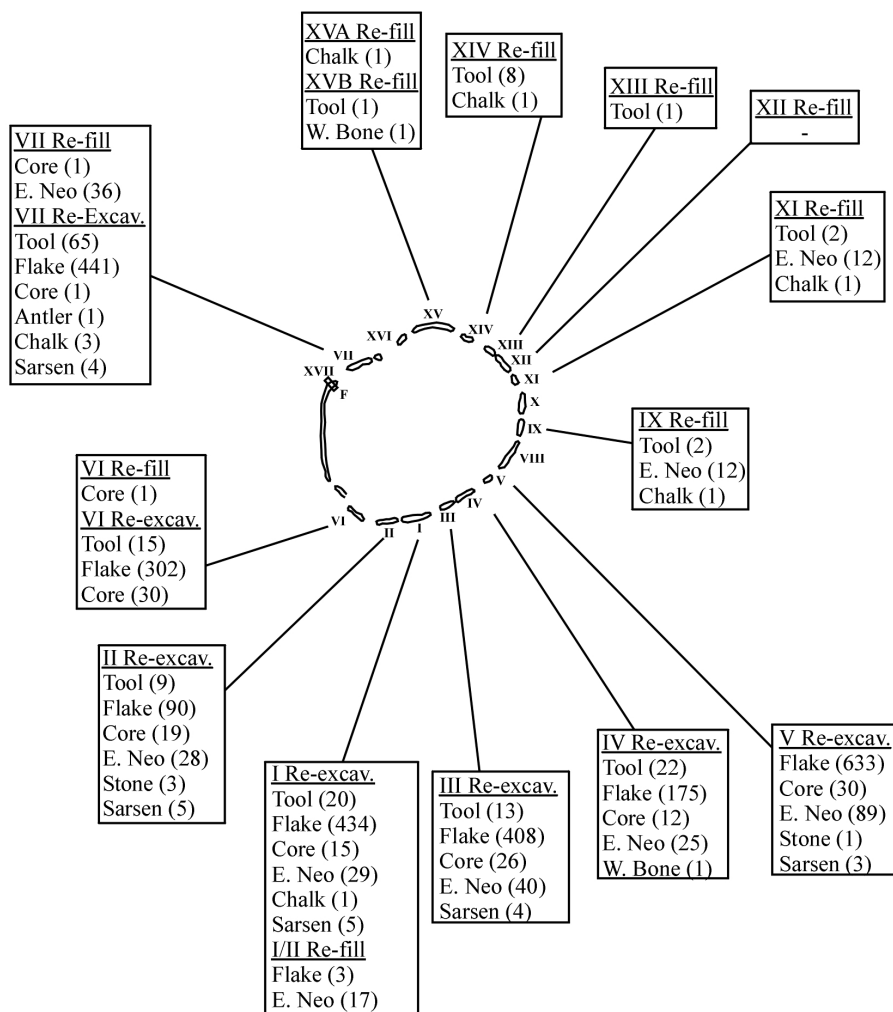 XVA Re-fill
Chalk (1)
XVB Re-fill
Tool (1)
W. Bone (1)
XIV Re-fill
Tool (8)
Chalk (1)
XIII Re-fill
Tool (1)
XII Re-fill
-
VII Re-fill
Core (1)
E. Neo (36)
VII Re-Excav.
Tool (65)
Flake (441)
Core (1)
Antler (1)
Chalk (3)
Sarsen (4)
XI Re-fill
Tool (2)
E. Neo (12)
Chalk (1)
XV
XVI
XIV
VII
XIII
XII
XVII
XI
F
X
IX
VIII
V
IV
III
VI
II
I
IX Re-fill
Tool (2)
E. Neo (12)
Chalk (1)
VI Re-fill
Core (1)
VI Re-excav.
Tool (15)
Flake (302)
Core (30)
II Re-excav.
Tool (9)
Flake (90)
Core (19)
E. Neo (28)
Stone (3)
Sarsen (5)
I Re-excav.
Tool (20)
Flake (434)
Core (15)
E. Neo (29)
Chalk (1)
Sarsen (5)
I/II Re-fill
Flake (3)
E. Neo (17)
III Re-excav.
Tool (13)
Flake (408)
Core (26)
E. Neo (40)
Sarsen (4)
IV Re-excav.
Tool (22)
Flake (175)
Core (12)
E. Neo (25)
W. Bone (1)
V Re-excav.
Flake (633)
Core (30)
E. Neo (89)
Stone (1)
Sarsen (3)